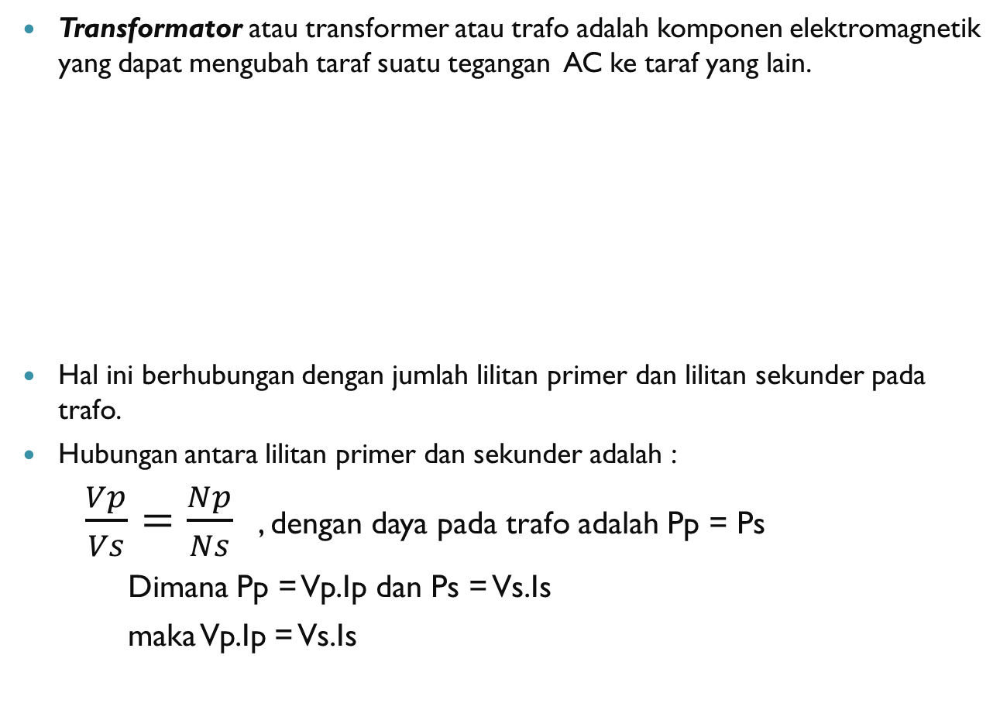 • Transformator atau transformer atau trafo adalah komponen elektromagnetik
yang dapat mengubah taraf suatu tegangan AC ke taraf yang lain.
• Hal ini berhubungan dengan jumlah lilitan primer dan lilitan sekunder pada
trafo.
• Hubungan antara lilitan primer dan sekunder adalah :
Vp/Vs = Np/Ns , dengan daya pada trafo adalah Pp = Ps
Dimana Pp = Vp.Ip dan Ps = Vs.Is
maka Vp.Ip = Vs.Is